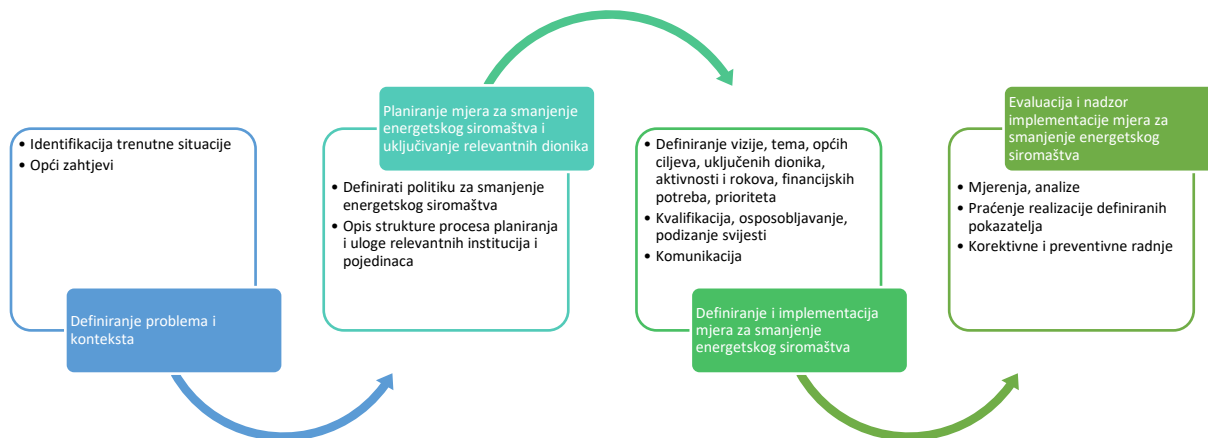 • Identifikacija trenutne situacije
• Opći zahtjevi
Definiranje problema i
konteksta
Planiranje mjera za smanjenje
energetskog siromaštva i
uključivanje relevantnih dionika
• Definirati politiku za smanjenje
energetskog siromaštva
• Opis strukture procesa planiranja
i uloge relevantnih institucija i
pojedinaca
• Definiranje vizije, tema, općih
ciljeva, uključenih dionika,
aktivnosti i rokova, financijskih
potreba, prioriteta
• Kvalifikacija, osposobljavanje,
podizanje svijesti
• Komunikacija
Definiranje i implementacija
mjera za smanjenje
energetskog siromaštva
Evaluacija i nadzor
implementacije mjera za
smanjenje energetskog
siromaštva
• Mjerenja, analize
• Praćenje realizacije definiranih
pokazatelja
• Korektivne i preventivne radnje